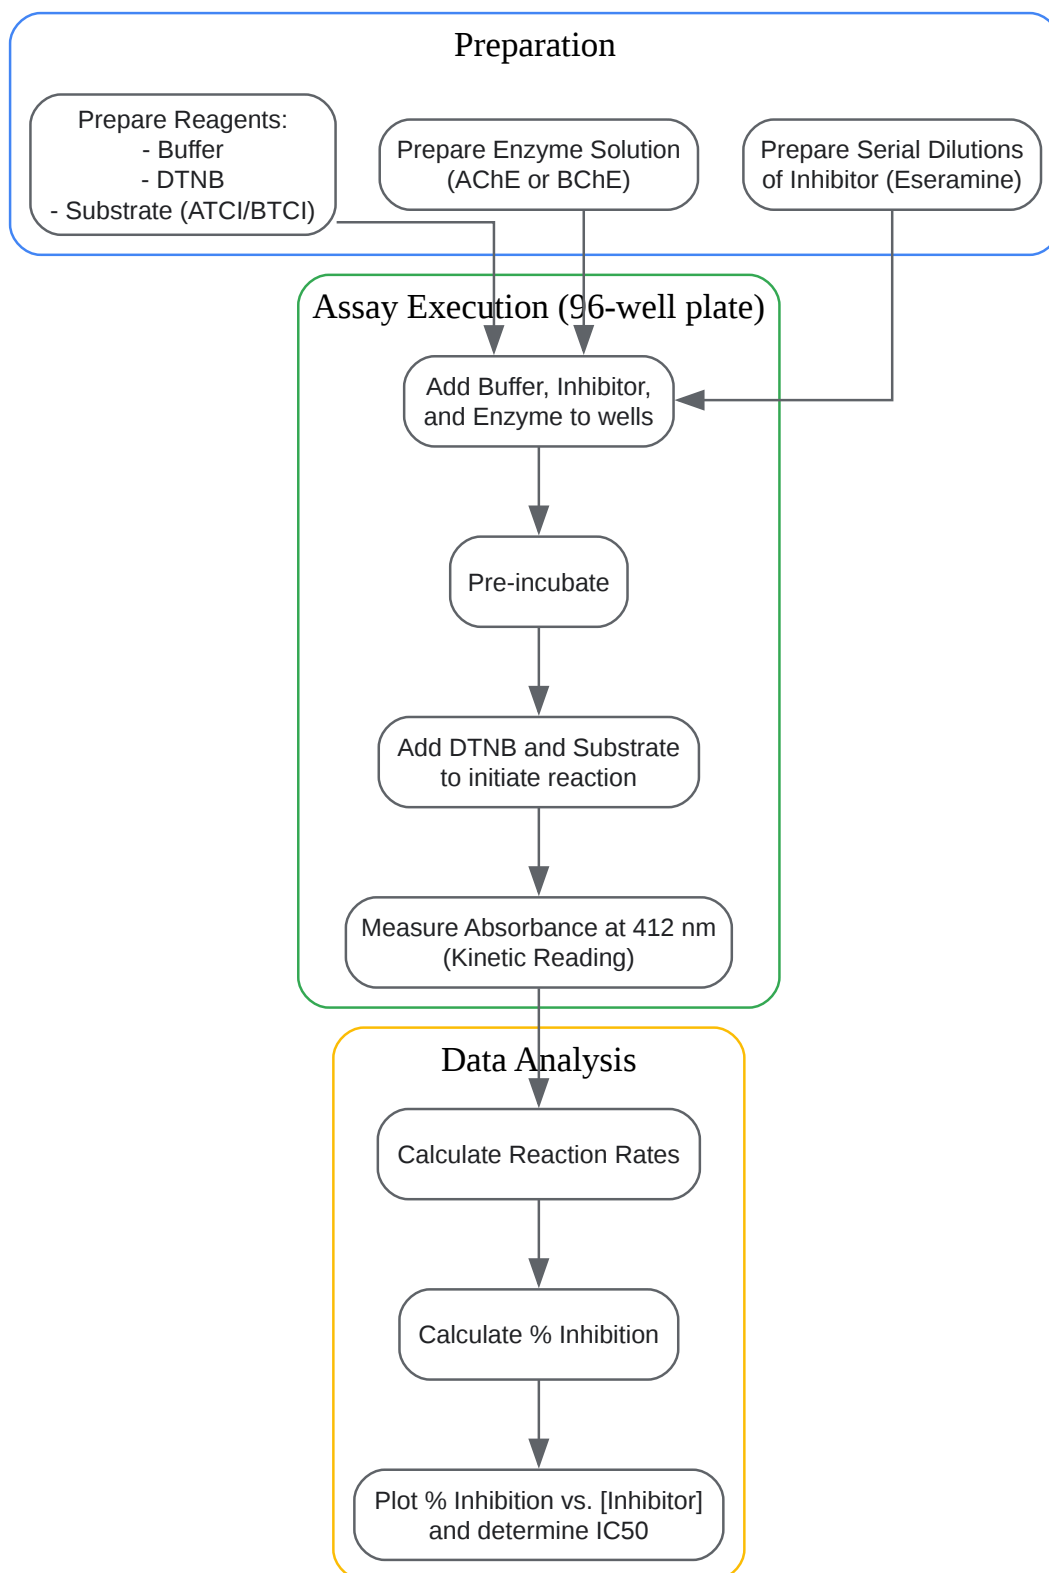 Preparation
Prepare Reagents:
- Buffer
- DTNB
- Substrate (ATCI/BTCI)
Prepare Enzyme Solution
(AChE or BChE)
Prepare Serial Dilutions
of Inhibitor (Eseramine)
Assay Execution (96-well plate)
Add Buffer, Inhibitor,
and Enzyme to wells
Pre-incubate
Add DTNB and Substrate
to initiate reaction
Measure Absorbance at 412 nm
(Kinetic Reading)
Data Analysis
Calculate Reaction Rates
Calculate % Inhibition
Plot % Inhibition vs. [Inhibitor]
and determine IC50